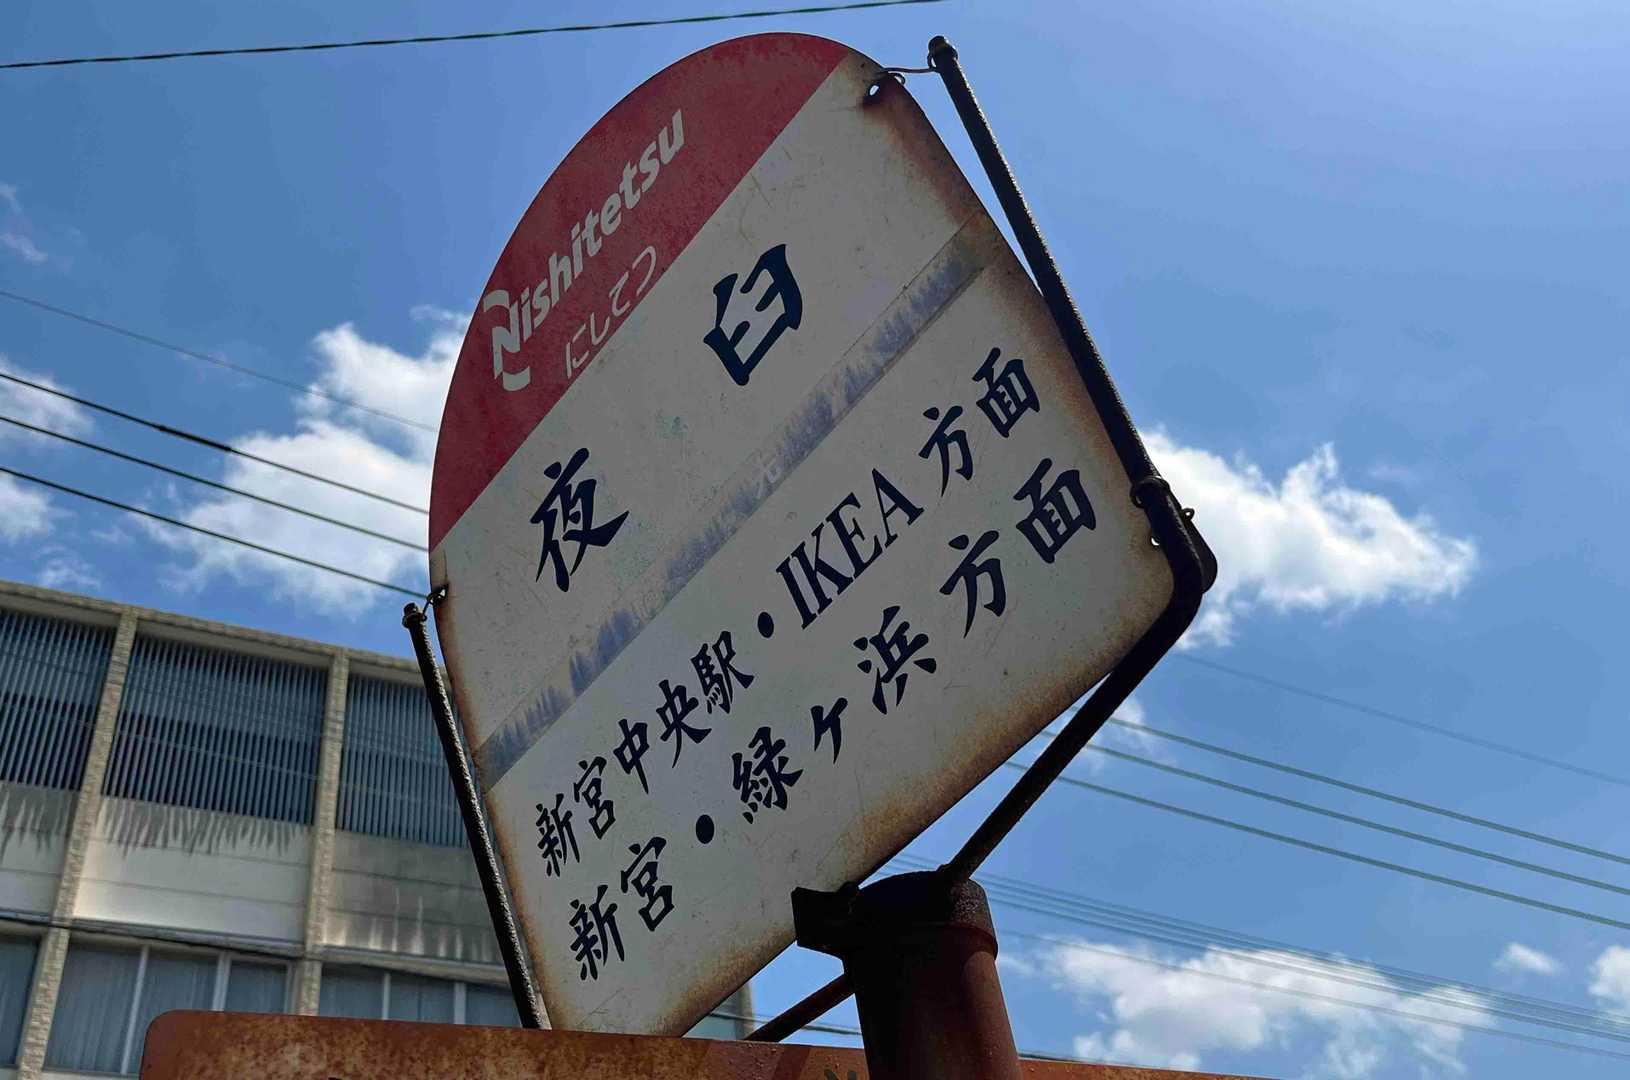 Nishitetsu
にしてつ
夜臼
新宮中央駅・IKEA方面
新宮・緑ヶ浜方面